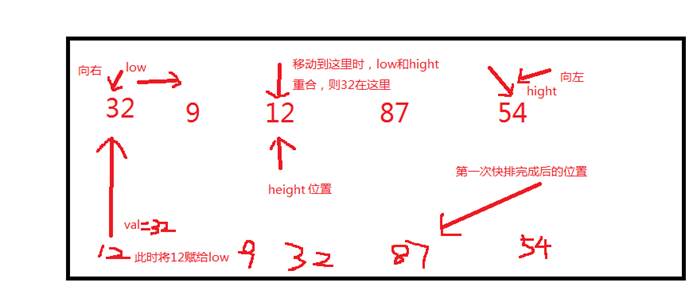 向右
low
移动到这里时，low和hight
重合，则32在这里
向左
hight
32 9 12 87 54
height 位置
第一次快排完成后的位置
val=32
12 此时将12赋给low 9 32 87 54